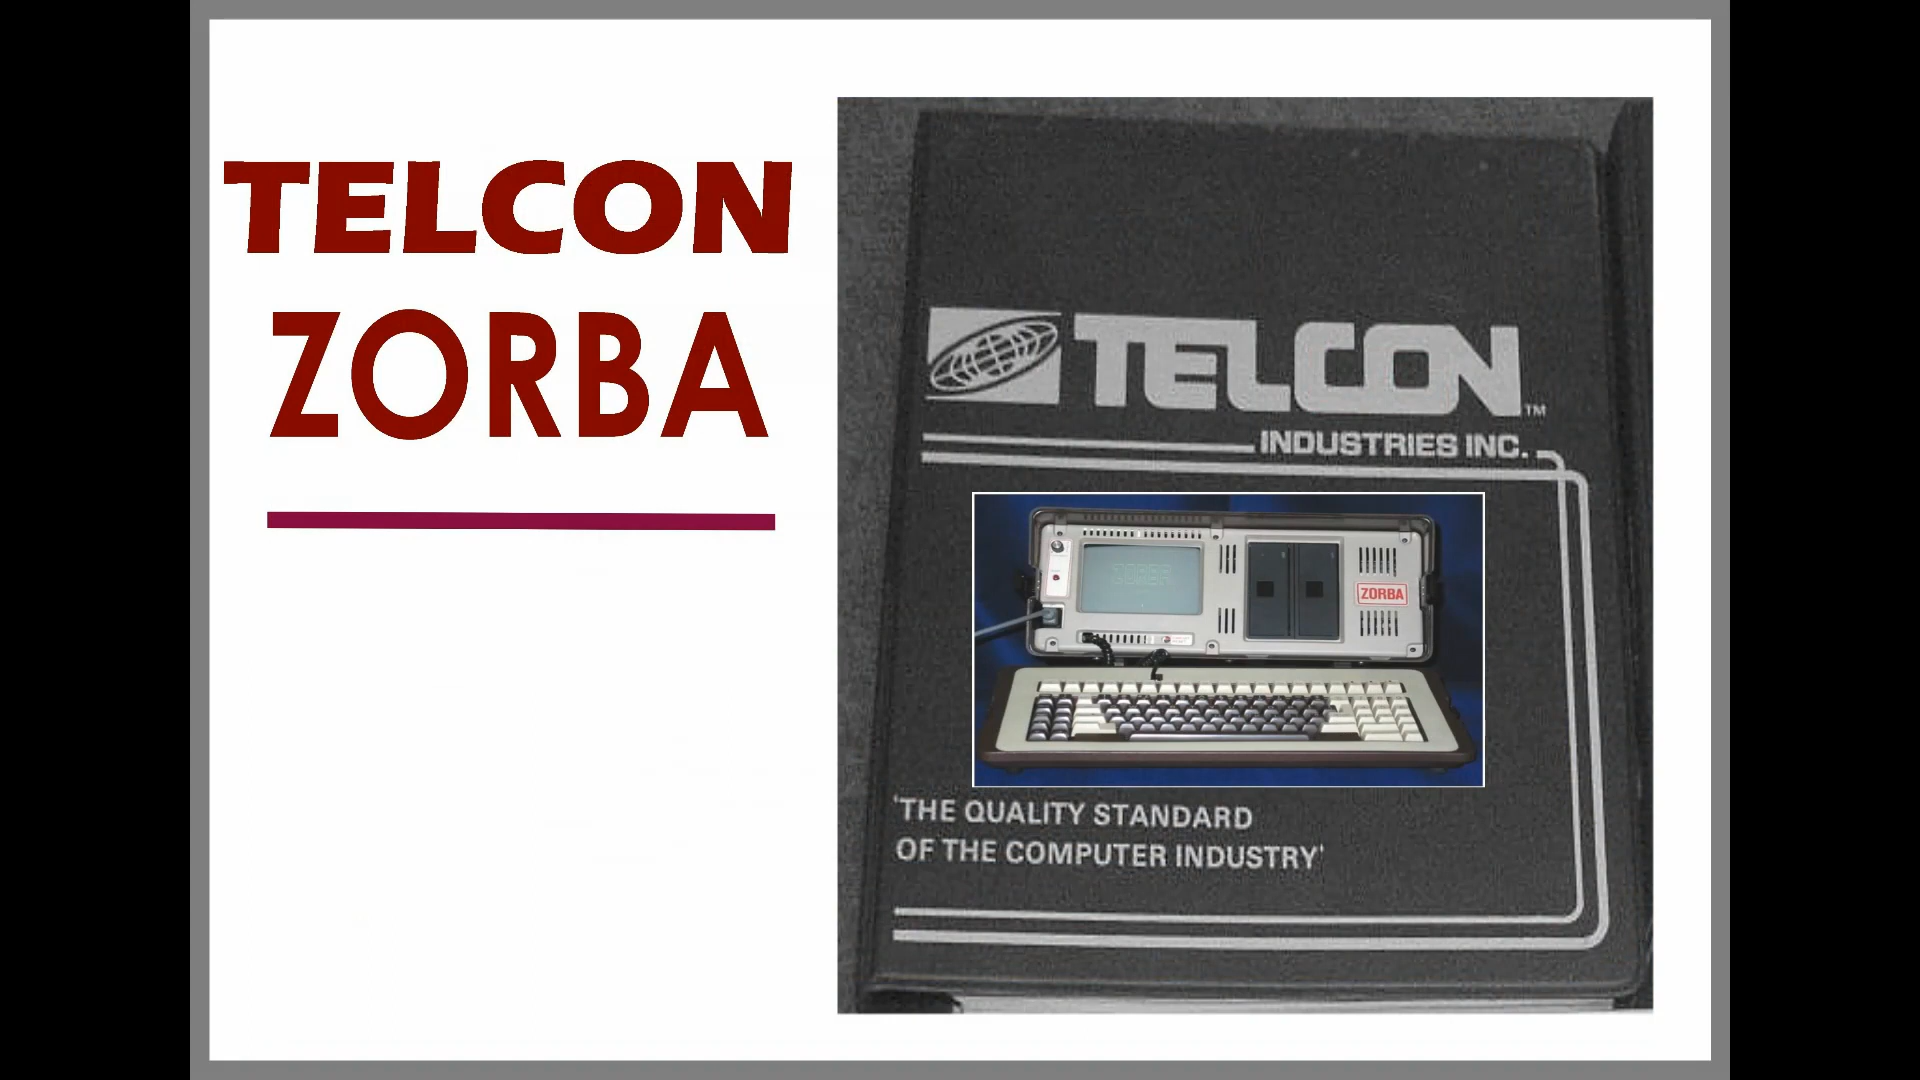 TELCON
ZORBA
TELCON™
INDUSTRIES INC.
ZORBA
'THE QUALITY STANDARD
OF THE COMPUTER INDUSTRY'